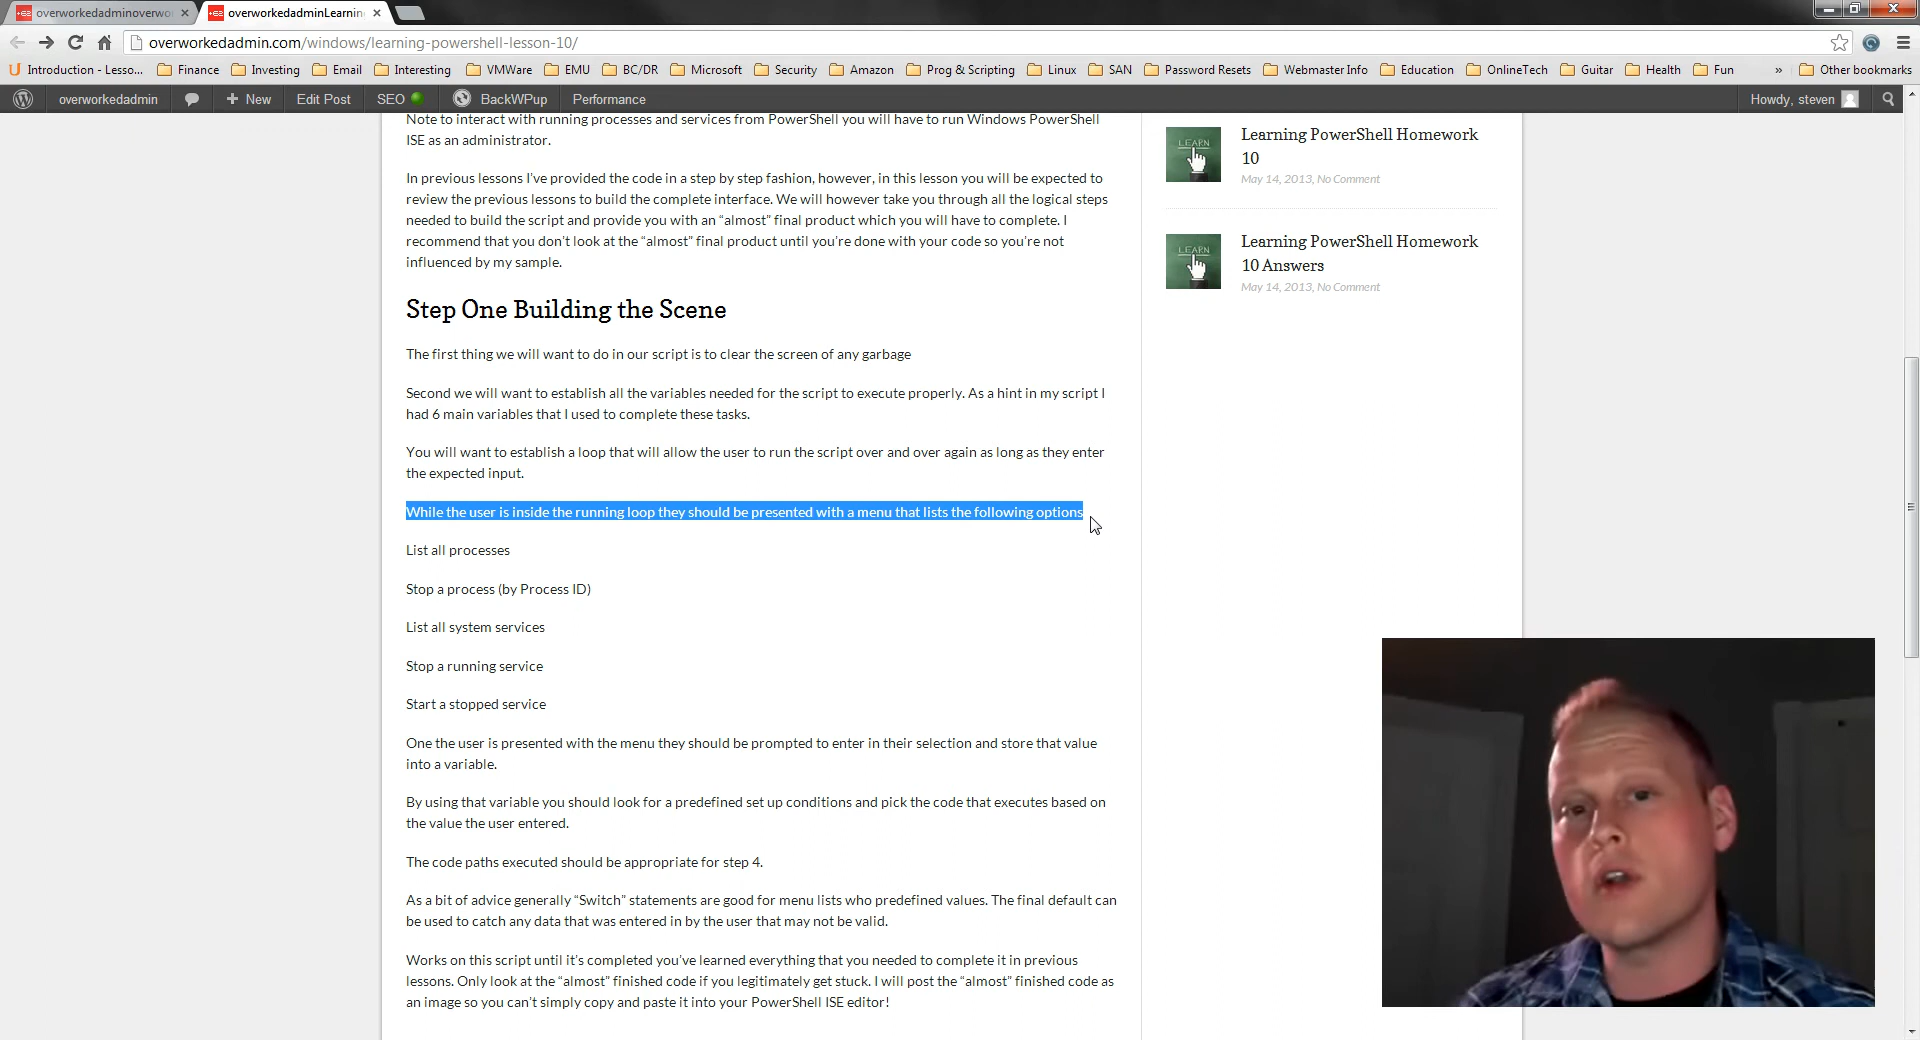 overworkedadminoverwo
overworkedadminLearning
overworkedadmin.com/windows/learning-powershell-lesson-10/
Introduction - Lesso... Finance Investing Email Interesting VMWare EMU BC/DR Microsoft Security Amazon Prog & Scripting Linux SAN Password Resets Webmaster Info Education OnlineTech Guitar Health Fun » Other bookmarks
overworkedadmin + New Edit Post SEO BackWPup Performance Howdy, steven
Note to interact with running processes and services from PowerShell you will have to run Windows PowerShell
ISE as an administrator.
In previous lessons I've provided the code in a step by step fashion, however, in this lesson you will be expected to
review the previous lessons to build the complete interface. We will however take you through all the logical steps
needed to build the script and provide you with an “almost” final product which you will have to complete. I
recommend that you don't look at the “almost” final product until you're done with your code so you're not
influenced by my sample.
Step One Building the Scene
The first thing we will want to do in our script is to clear the screen of any garbage
Second we will want to establish all the variables needed for the script to execute properly. As a hint in my script I
had 6 main variables that I used to complete these tasks.
You will want to establish a loop that will allow the user to run the script over and over again as long as they enter
the expected input.
While the user is inside the running loop they should be presented with a menu that lists the following options
List all processes
Stop a process (by Process ID)
List all system services
Stop a running service
Start a stopped service
One the user is presented with the menu they should be prompted to enter in their selection and store that value
into a variable.
By using that variable you should look for a predefined set up conditions and pick the code that executes based on
the value the user entered.
The code paths executed should be appropriate for step 4.
As a bit of advice generally “Switch” statements are good for menu lists who predefined values. The final default can
be used to catch any data that was entered in by the user that may not be valid.
Works on this script until it's completed you've learned everything that you needed to complete it in previous
lessons. Only look at the “almost” finished code if you legitimately get stuck. I will post the “almost” finished code as
an image so you can't simply copy and paste it into your PowerShell ISE editor!
LEARN
Learning PowerShell Homework
10
May 14, 2013, No Comment
LEARN
Learning PowerShell Homework
10 Answers
May 14, 2013, No Comment